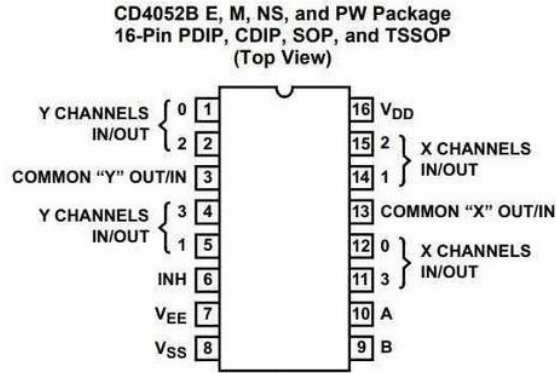 CD4052B E, M, NS, and PW Package
16-Pin PDIP, CDIP, SOP, and TSSOP
(Top View)
Y CHANNELS
IN/OUT
0 1
2 2
COMMON "Y" OUT/IN 3
Y CHANNELS
IN/OUT
3 4
1 5
INH 6
VEE 7
VSS 8
16 VDD
15 2
14 1
X CHANNELS
IN/OUT
13 COMMON "X" OUT/IN
12 0
11 3
X CHANNELS
IN/OUT
10 A
9 B